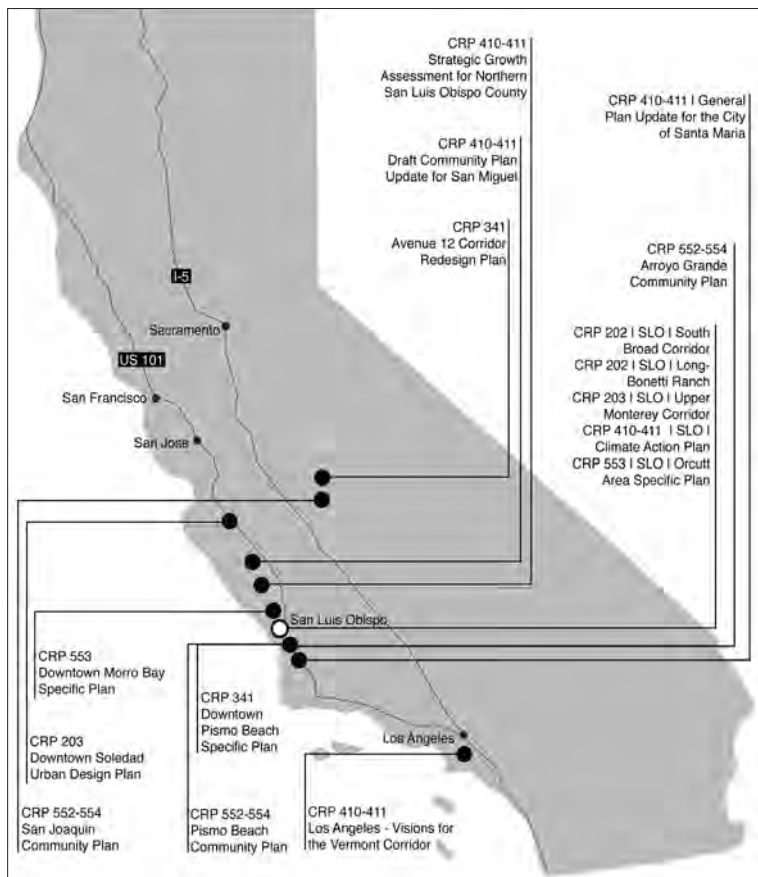 CRP 410-411
Strategic Growth
Assessment for Northern
San Luis Obispo County
CRP 410-411 I General
Plan Update for the City
of Santa Maria
CRP 410-411
Draft Community Plan
Update for San Miguel
CRP 341
Avenue 12 Corridor
Redesign Plan
CRP 552-554
Arroyo Grande
Community Plan
I-5
Sacramento
US 101
San Francisco
San Jose
CRP 202 I SLO I South
Broad Corridor
CRP 202 I SLO I Long-
Bonetti Ranch
CRP 203 I SLO I Upper
Monterey Corridor
CRP 410-411 I SLO I
Climate Action Plan
CRP 553 I SLO I Orcutt
Area Specific Plan
San Luis Obispo
Los Angeles
CRP 553
Downtown Morro Bay
Specific Plan
CRP 341
Downtown
Pismo Beach
Specific Plan
CRP 203
Downtown Soledad
Urban Design Plan
CRP 552-554
San Joaquin
Community Plan
CRP 552-554
Pismo Beach
Community Plan
CRP 410-411
Los Angeles - Visions for
the Vermont Corridor